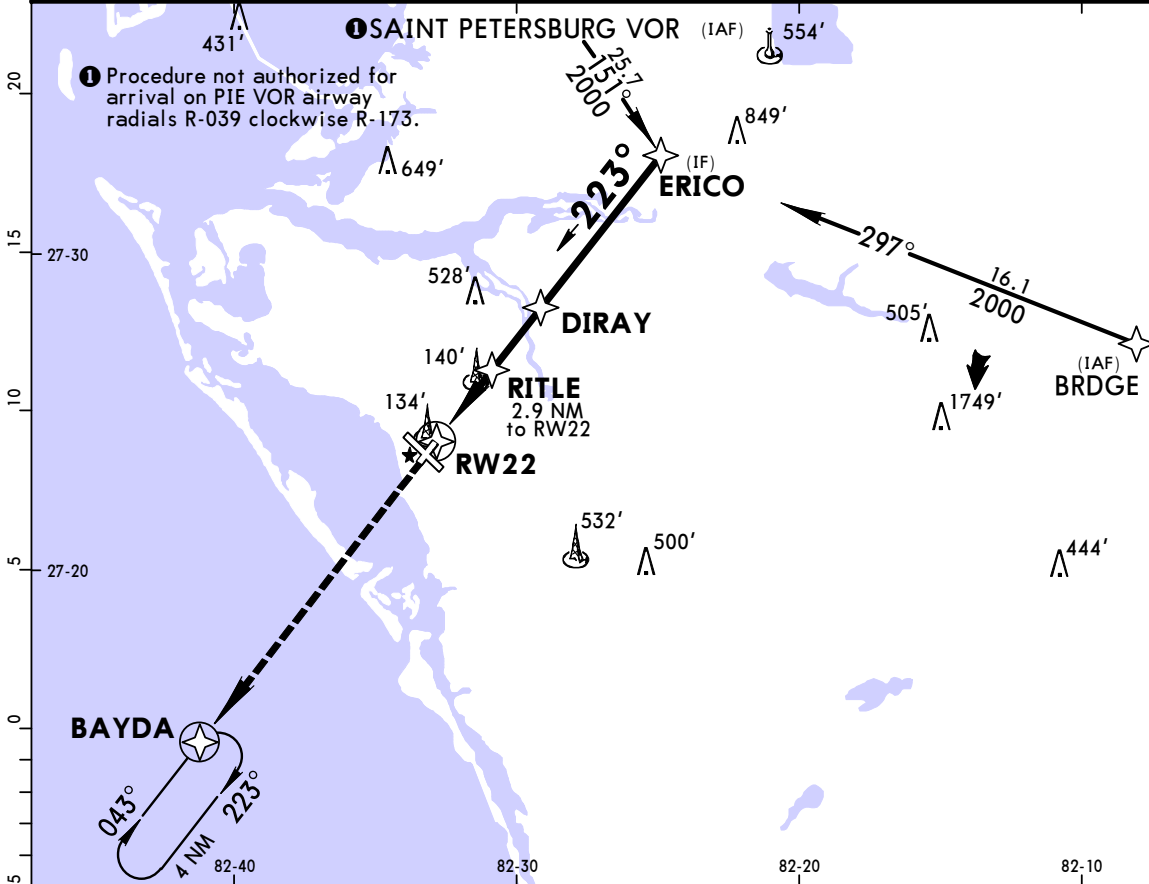 ❶SAINT PETERSBURG VOR (IAF)
554'
431'
❶ Procedure not authorized for
arrival on PIE VOR airway
radials R-039 clockwise R-173.
25.7
151°
2000
20
849'
649'
(IF)
ERICO
223°
15
27-30
297°
16.1
2000
528'
505'
DIRAY
(IAF)
BRDGE
140'
RITLE
2.9 NM
to RW22
134'
1749'
10
RW22
532'
500'
444'
5
27-20
0
BAYDA
043°
223°
4 NM
5
82-40
82-30
82-20
82-10